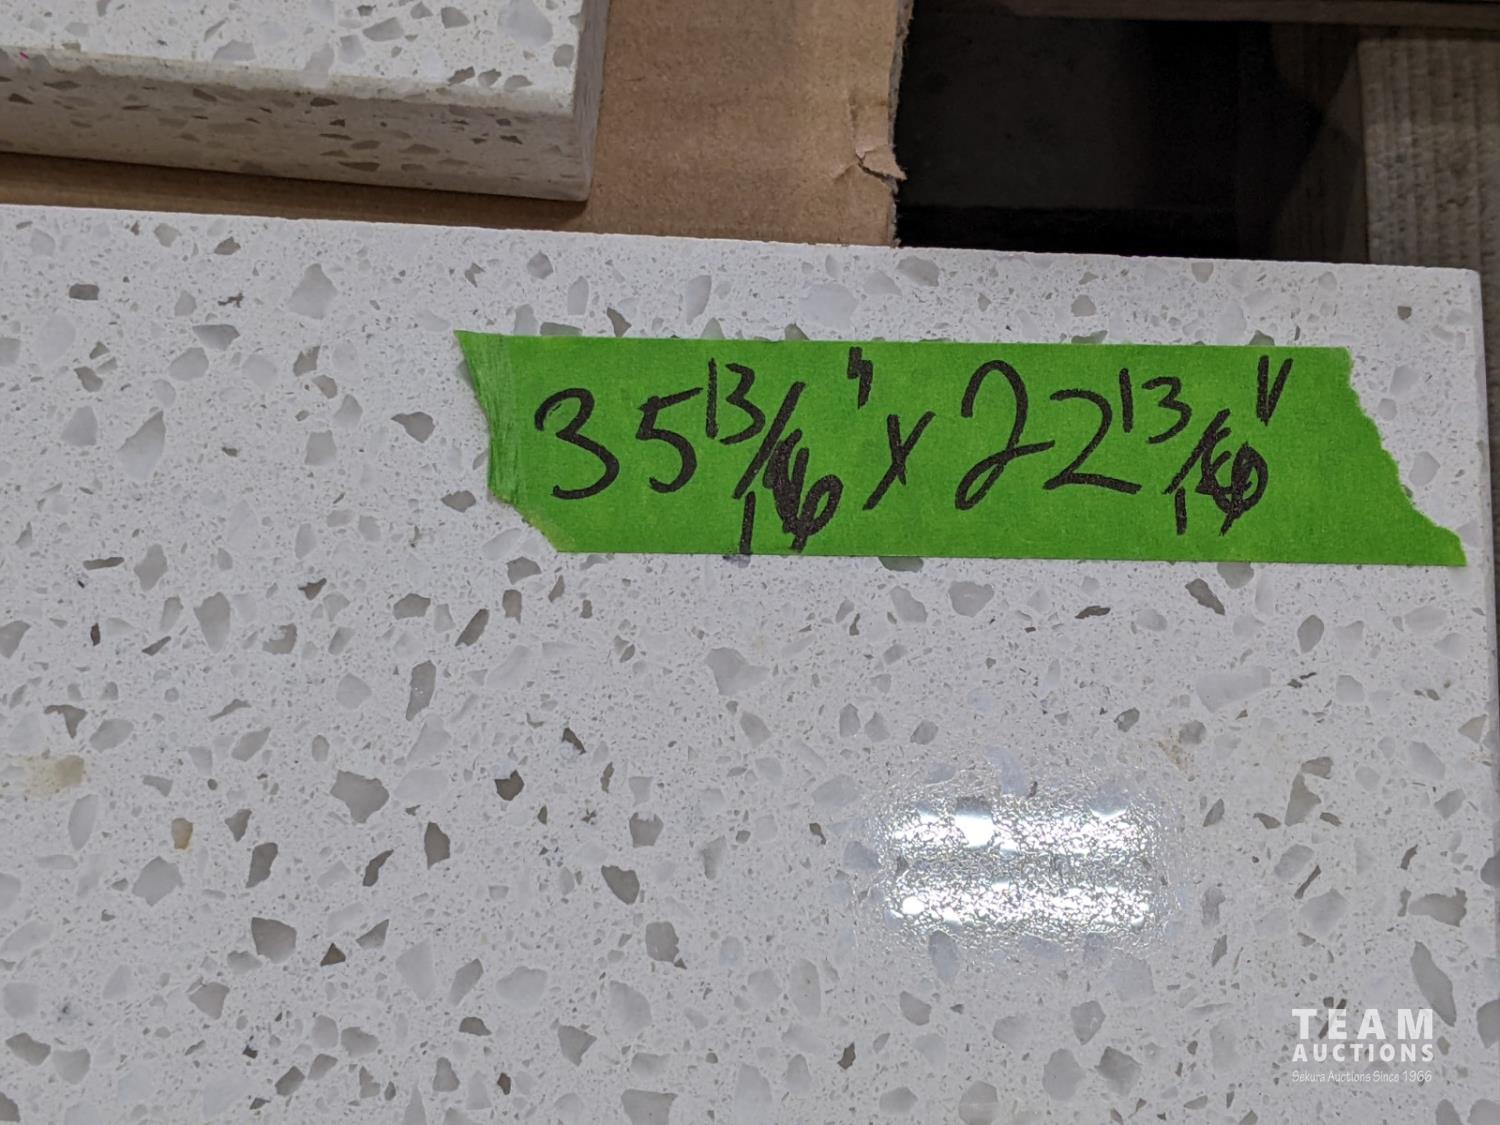 35 13/16" x 22 13/16"
TEAM
AUCTIONS
Sekura Auctions Since 1966